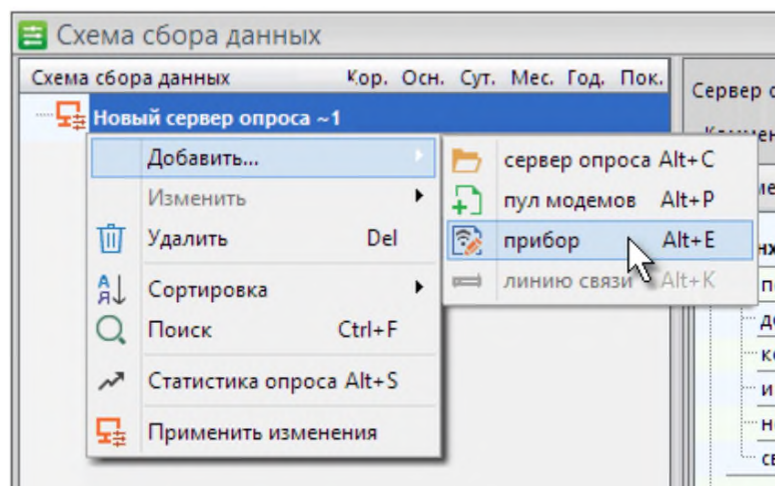 Схема сбора данных
Схема сбора данных Кор. Осн. Сут. Мес. Год. Пок.
Новый сервер опроса ~1
Добавить...
Изменить
Удалить Del
Сортировка
Поиск Ctrl+F
Статистика опроса Alt+S
Применить изменения
сервер опроса Alt+C
пул модемов Alt+P
прибор Alt+E
линию связи Alt+K
Сервер